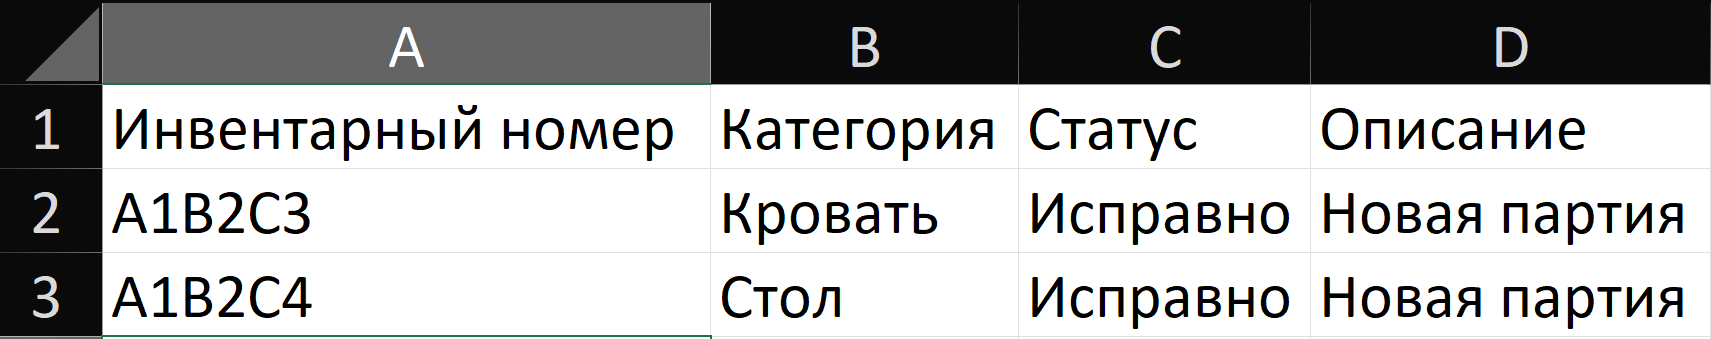 A B C D
1 Инвентарный номер Категория Статус Описание
2 A1B2C3 Кровать Исправно Новая партия
3 A1B2C4 Стол Исправно Новая партия